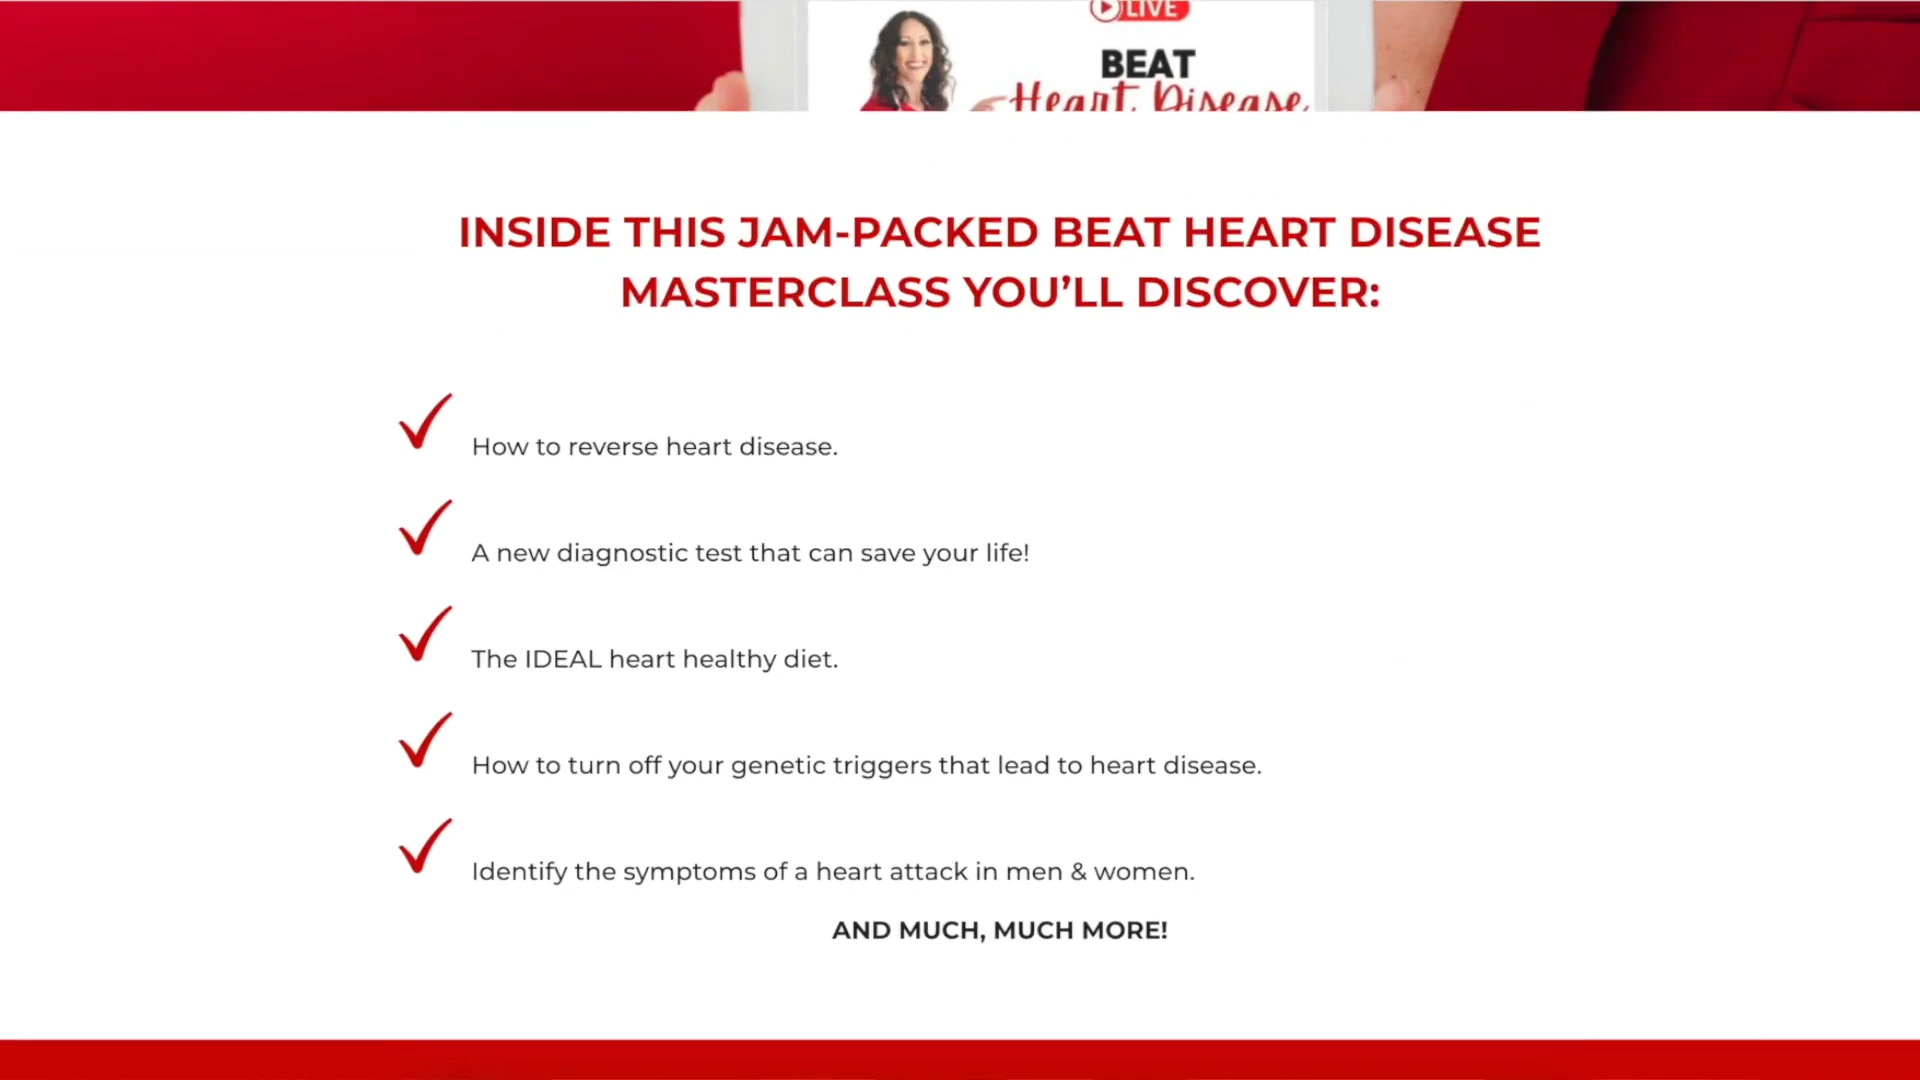 LIVE
BEAT
Heart Disease
INSIDE THIS JAM-PACKED BEAT HEART DISEASE
MASTERCLASS YOU’LL DISCOVER:
How to reverse heart disease.
A new diagnostic test that can save your life!
The IDEAL heart healthy diet.
How to turn off your genetic triggers that lead to heart disease.
Identify the symptoms of a heart attack in men & women.
AND MUCH, MUCH MORE!